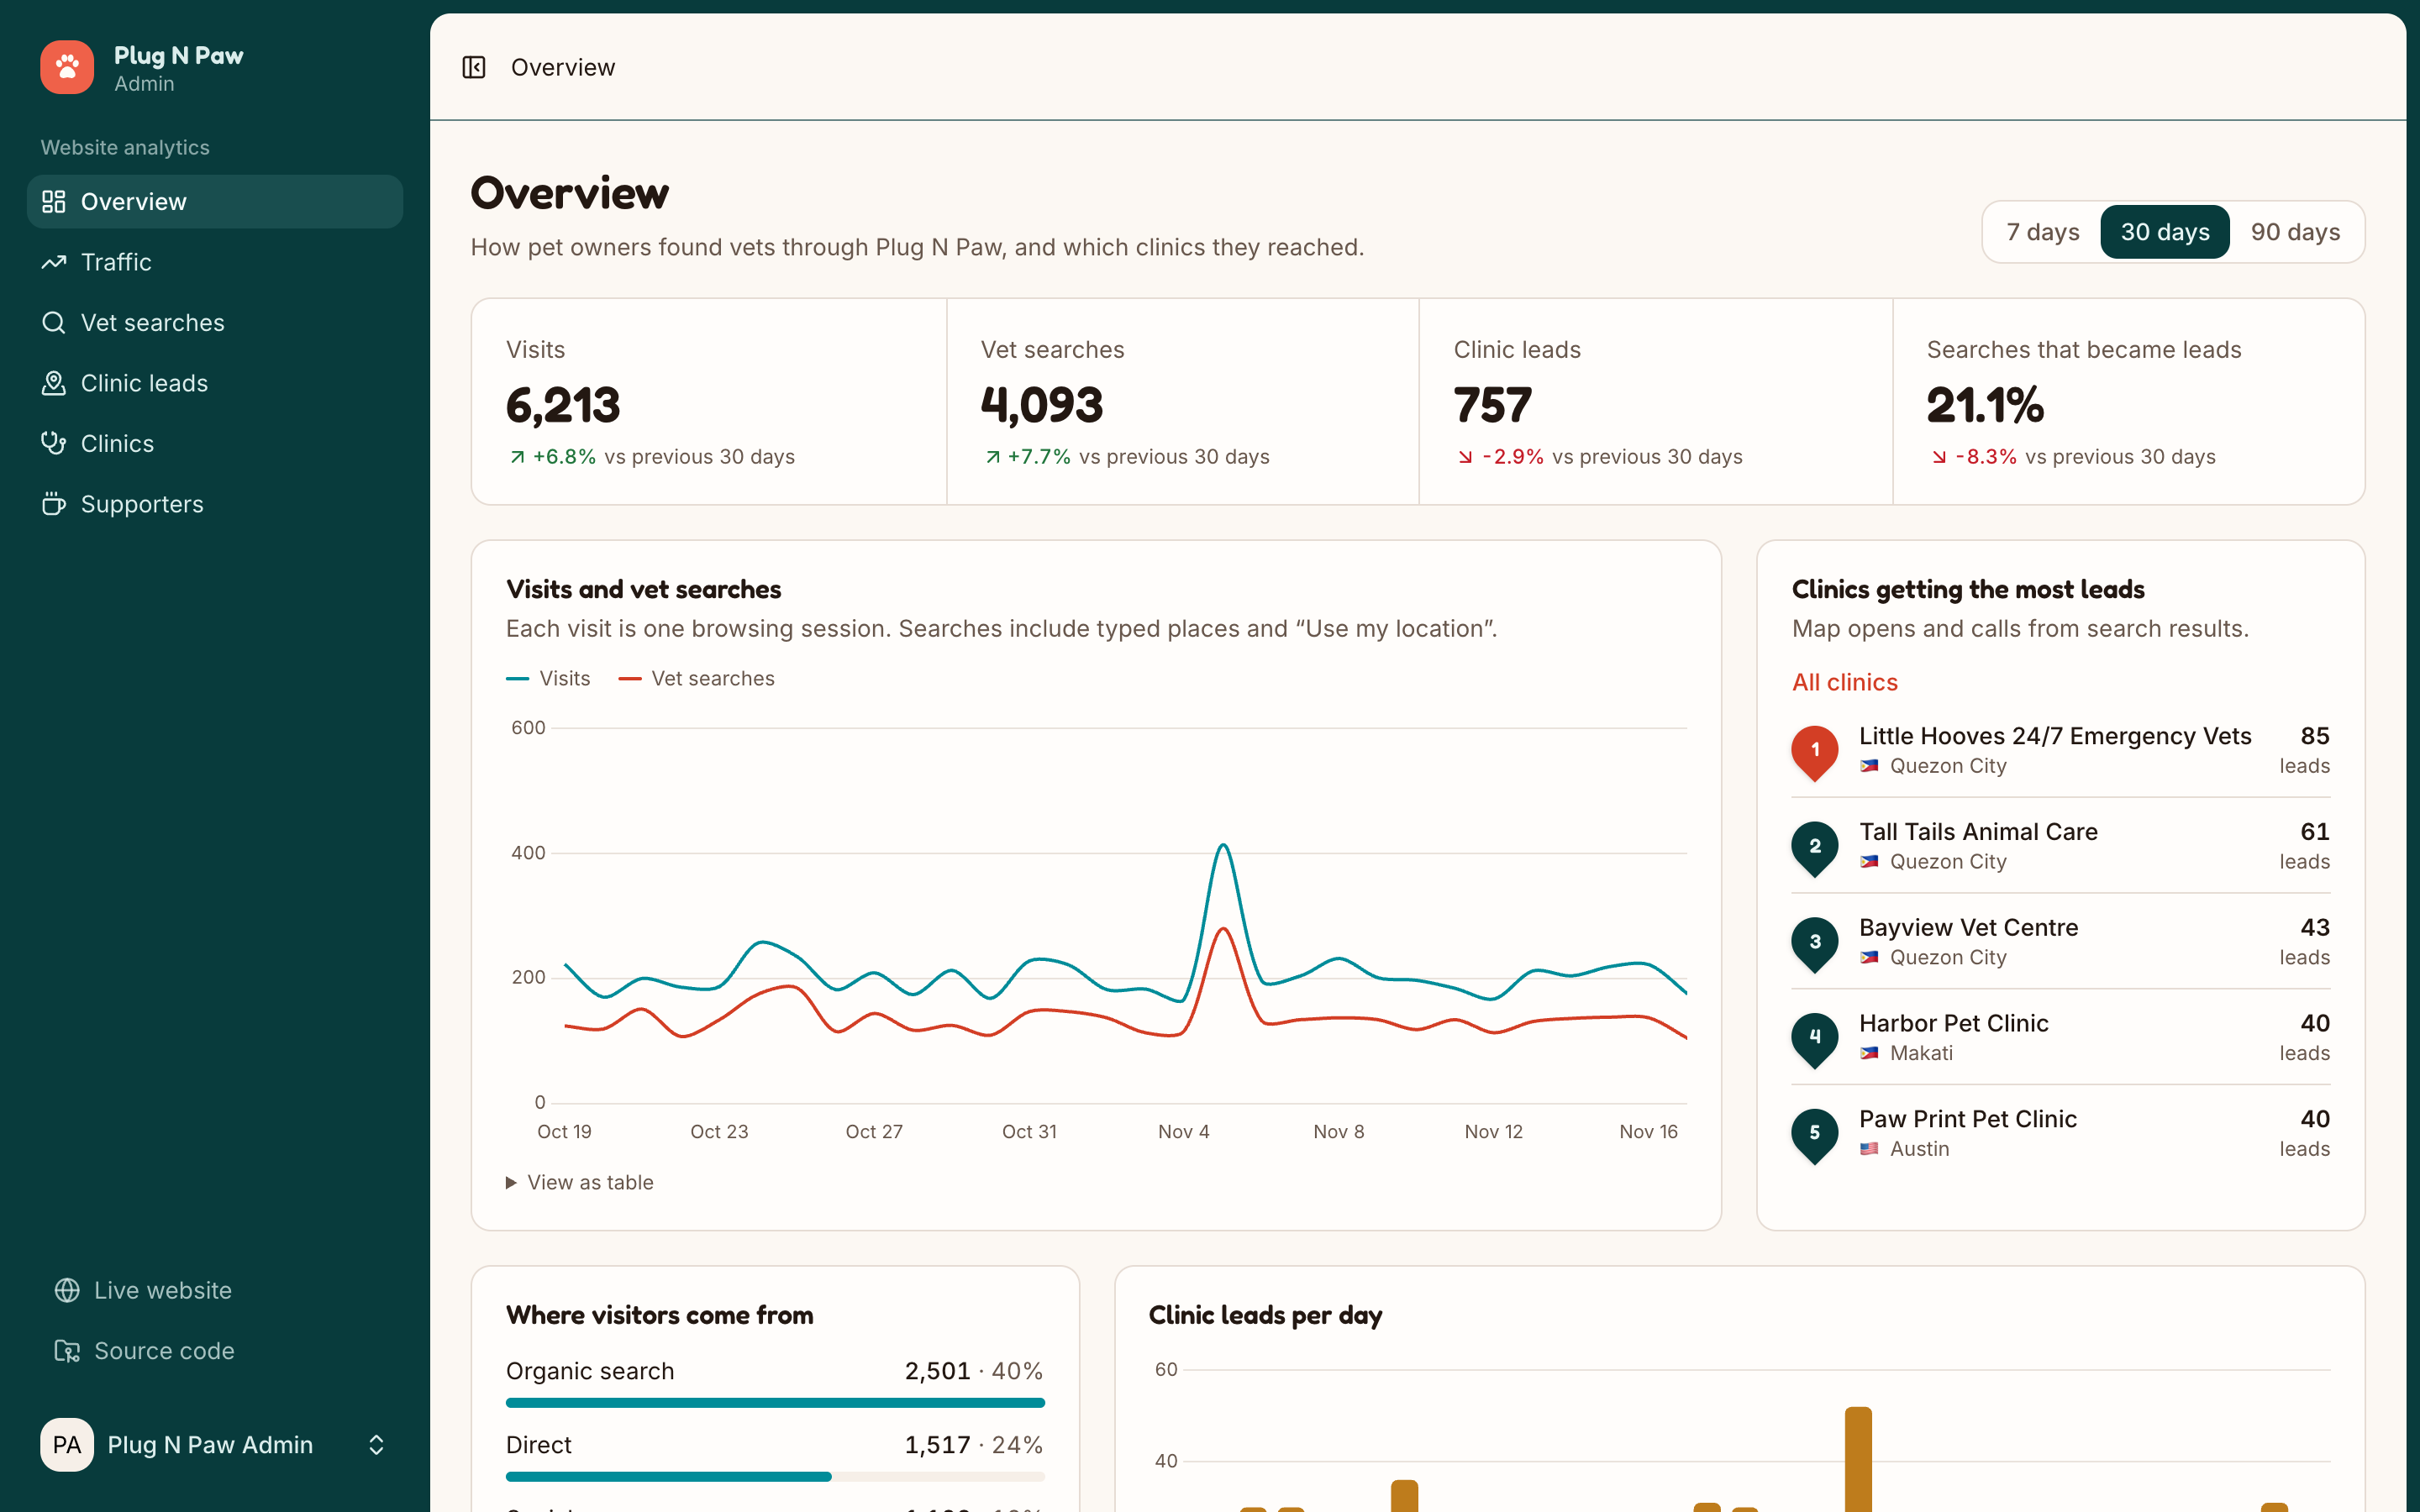 Plug N Paw
Admin
Website analytics
Overview
Traffic
Vet searches
Clinic leads
Clinics
Supporters
Live website
Source code
PA
Plug N Paw Admin
Overview
Overview
How pet owners found vets through Plug N Paw, and which clinics they reached.
7 days
30 days
90 days
Visits
6,213
+6.8% vs previous 30 days
Vet searches
4,093
+7.7% vs previous 30 days
Clinic leads
757
-2.9% vs previous 30 days
Searches that became leads
21.1%
-8.3% vs previous 30 days
Visits and vet searches
Each visit is one browsing session. Searches include typed places and “Use my location”.
Visits
Vet searches
600
400
200
0
Oct 19
Oct 23
Oct 27
Oct 31
Nov 4
Nov 8
Nov 12
Nov 16
View as table
Clinics getting the most leads
Map opens and calls from search results.
All clinics
1
Little Hooves 24/7 Emergency Vets
85
Quezon City
leads
2
Tall Tails Animal Care
61
Quezon City
leads
3
Bayview Vet Centre
43
Quezon City
leads
4
Harbor Pet Clinic
40
Makati
leads
5
Paw Print Pet Clinic
40
Austin
leads
Where visitors come from
Organic search
2,501 · 40%
Direct
1,517 · 24%
Clinic leads per day
60
40